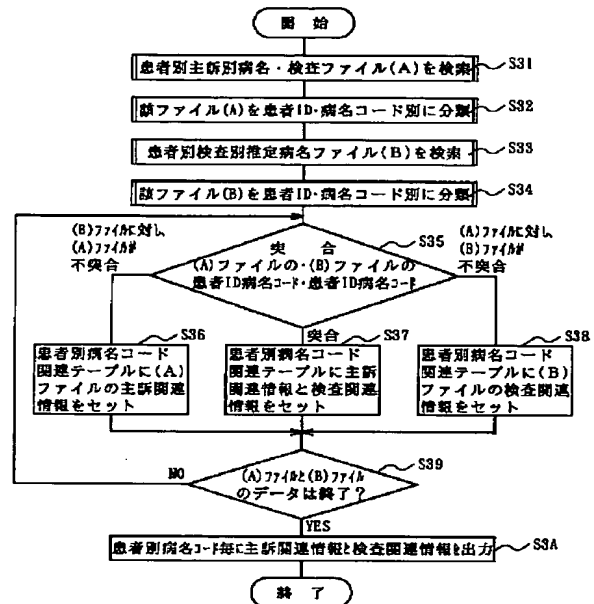 開始
患者別主訴別病名・検査ファイル(A)を検索
S31
該ファイル(A)を患者ID・病名コード別に分類
S32
患者別検査別推定病名ファイル(B)を検索
S33
該ファイル(B)を患者ID・病名コード別に分類
S34
(B)ファイルに対し
(A)ファイルが
不突合
突合
(A)ファイルの・(B)ファイルの
患者ID病名コード・患者ID病名コード
S35
(A)ファイルに対し
(B)ファイルが
不突合
S36
患者別病名コード
関連テーブルに(A)
ファイルの主訴関連
情報をセット
突合
S37
患者別病名コード
関連テーブルに主訴
関連情報と検査関連
情報をセット
S38
患者別病名コード
関連テーブルに(B)
ファイルの検査関連
情報をセット
NO
(A)ファイルと(B)ファイル
のデータは終了？
S39
YES
患者別病名コード毎に主訴関連情報と検査関連情報を出力
S3A
終了